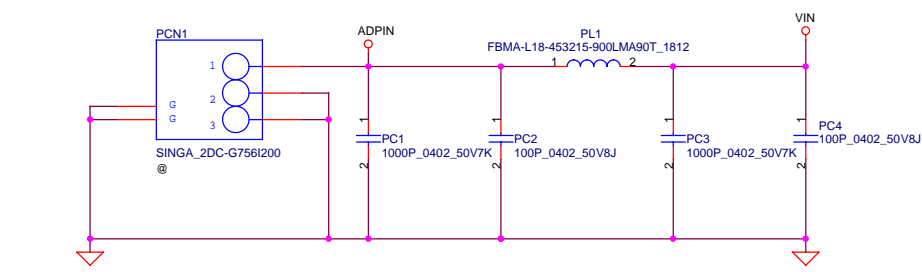 PCN1
ADPIN
VIN
PL1
FBMA-L18-453215-900LMA90T_1812
1
1
2
2
3
G
G
SINGA_2DC-G756I200
@
1
PC1
1000P_0402_50V7K
2
1
PC2
100P_0402_50V8J
2
1
PC3
1000P_0402_50V7K
2
1
PC4
100P_0402_50V8J
2